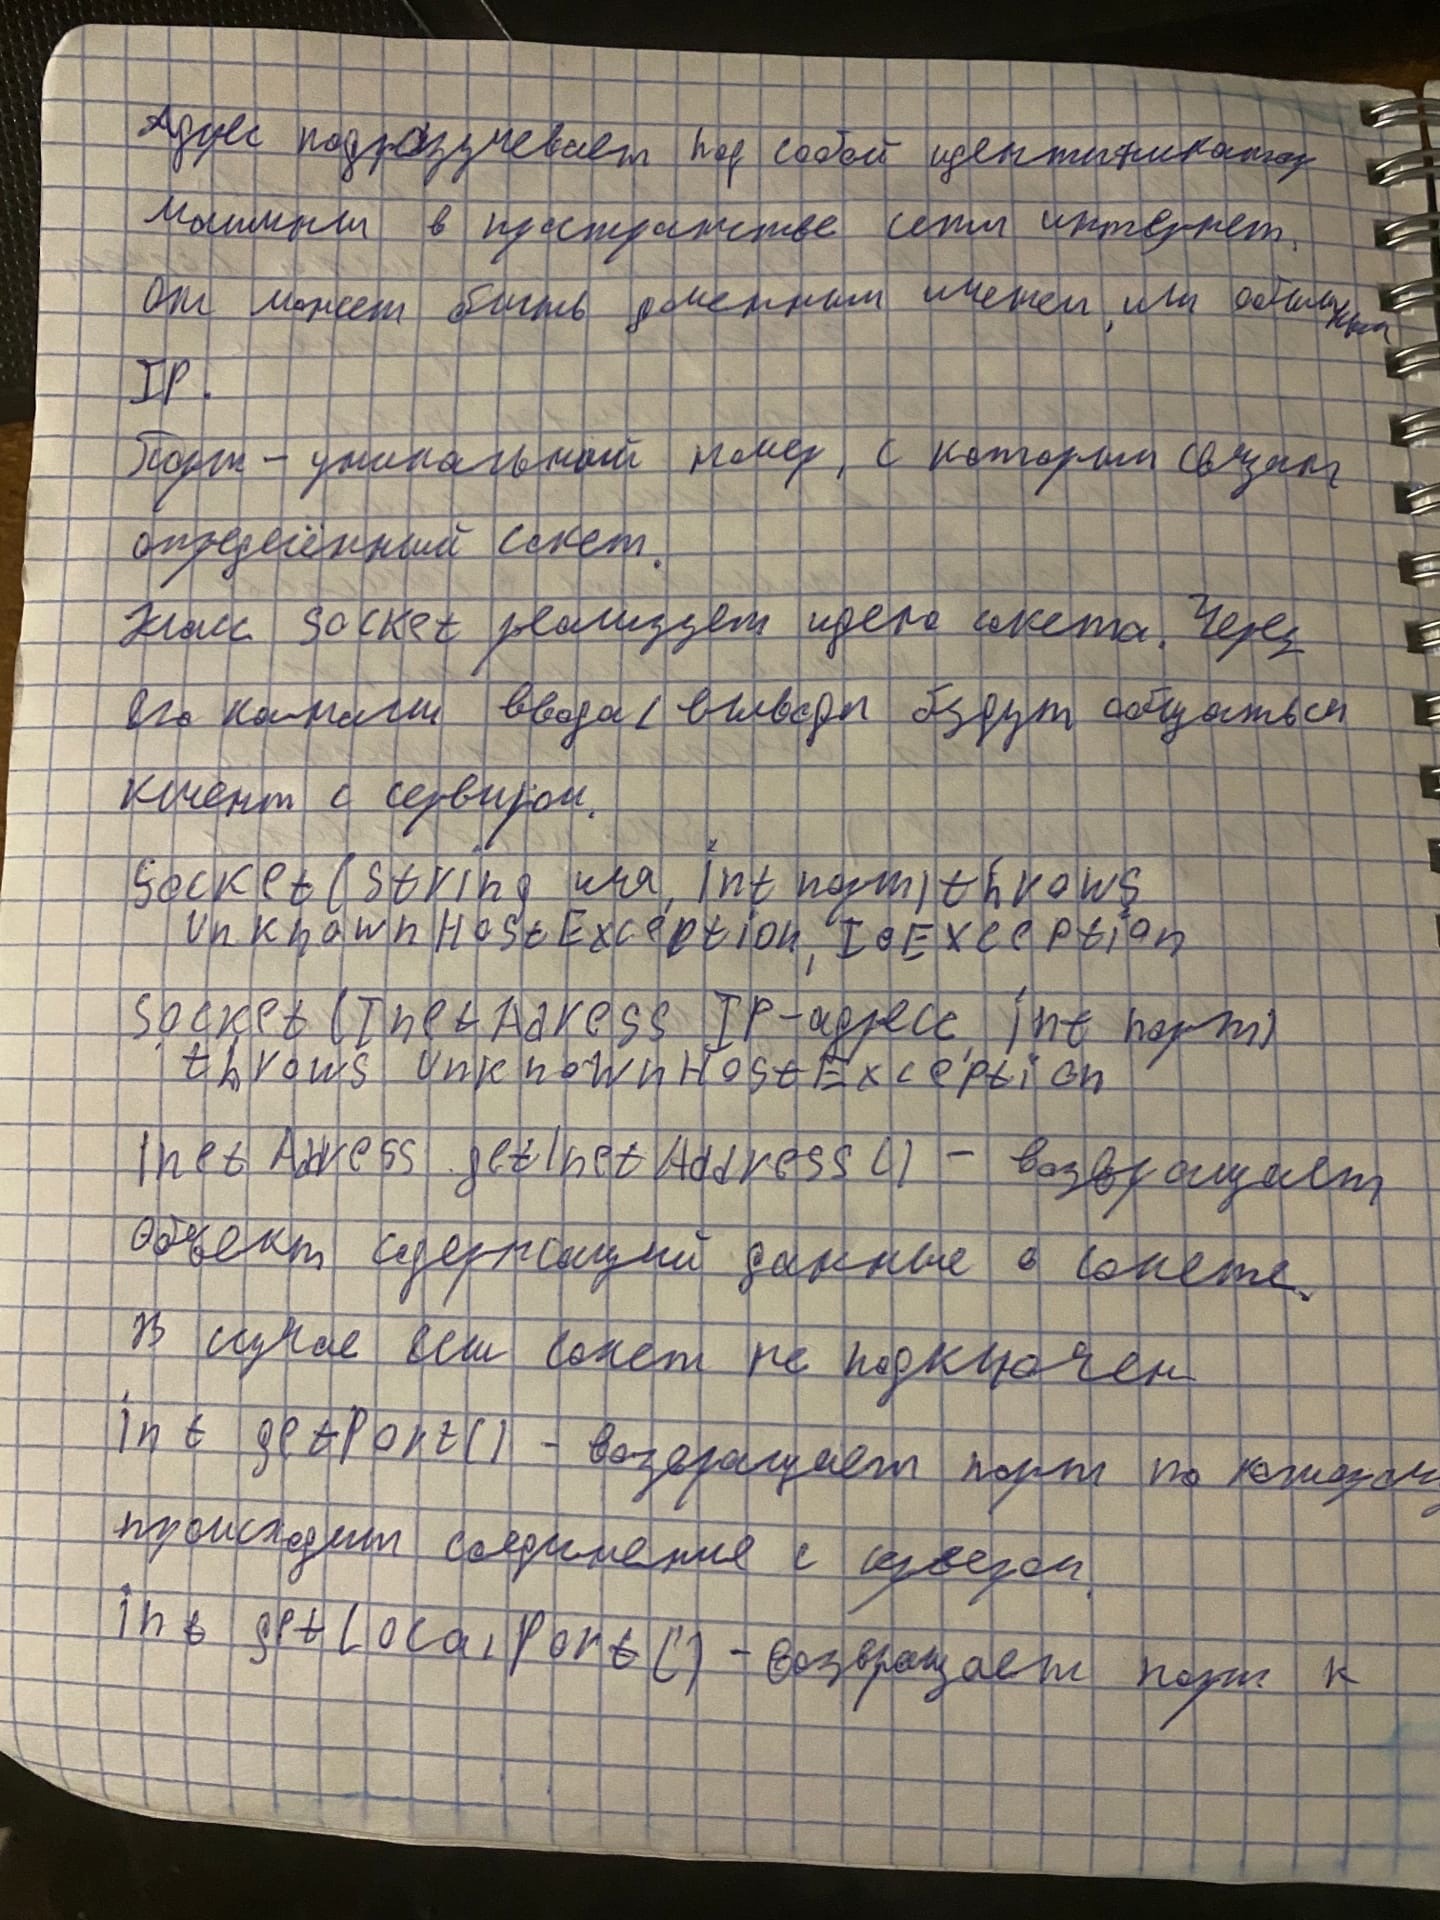 Адрес подразумевает под собой идентификатор
машины в пространстве сети интернет.
Он может быть доменным именем, или обычным
IP.
Порт - уникальный номер, с которым связан
определённый сокет.
Класс Socket реализует идею сокета. Через
его каналы ввода/вывода будут общаться
клиент с сервером.
Socket(String имя, int порт) throws
UnknownHostException, IOException
Socket(InetAdress IP-адрес, int порт)
throws UnknownHostException
InetAdress getInetAddress() - возвращает
объект содержащий данные о сокете.
В случае если сокет не подключен
int getPort() - возвращает порт по которому
происходит соединение с сервером.
int getLocalPort() - возвращает порт к